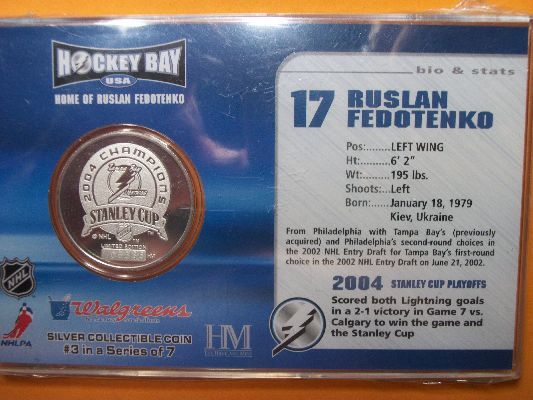 HOCKEY BAY
USA
HOME OF RUSLAN FEDOTENKO
2004 CHAMPIONS
STANLEY CUP
© NHL
TM
LIMITED EDITION
HM
NHL
NHLPA
Walgreens
SILVER COLLECTIBLE COIN
#3 in a Series of 7
HM
bio & stats
17 RUSLAN
FEDOTENKO
Pos:........LEFT WING
Ht:..........6' 2"
Wt:.........195 lbs.
Shoots:...Left
Born:.......January 18, 1979
Kiev, Ukraine
From Philadelphia with Tampa Bay's (previously
acquired) and Philadelphia's second-round choices in
the 2002 NHL Entry Draft for Tampa Bay's first-round
choice in the 2002 NHL Entry Draft on June 21, 2002.
2004 STANLEY CUP PLAYOFFS
Scored both Lightning goals
in a 2-1 victory in Game 7 vs.
Calgary to win the game and
the Stanley Cup